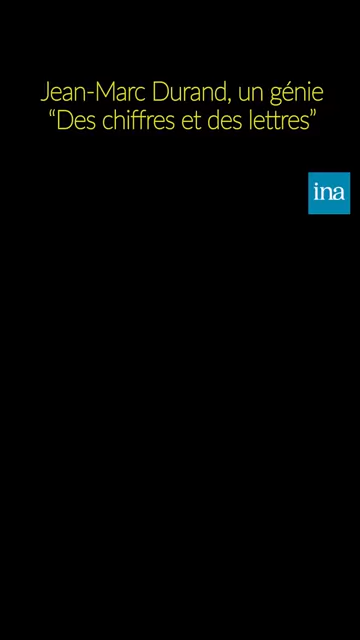 Jean-Marc Durand, un génie
“Des chiffres et des lettres”
ina